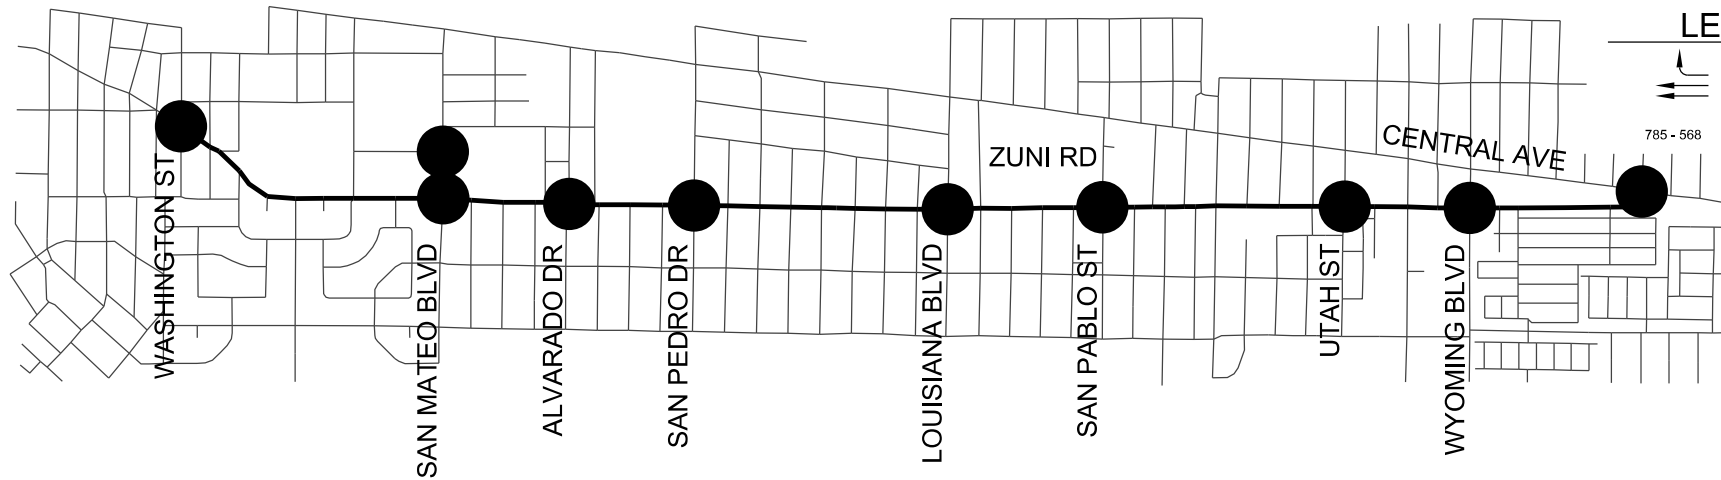 LE
785 - 568
CENTRAL AVE
ZUNI RD
WASHINGTON ST
SAN MATEO BLVD
ALVARADO DR
SAN PEDRO DR
LOUISIANA BLVD
SAN PABLO ST
UTAH ST
WYOMING BLVD